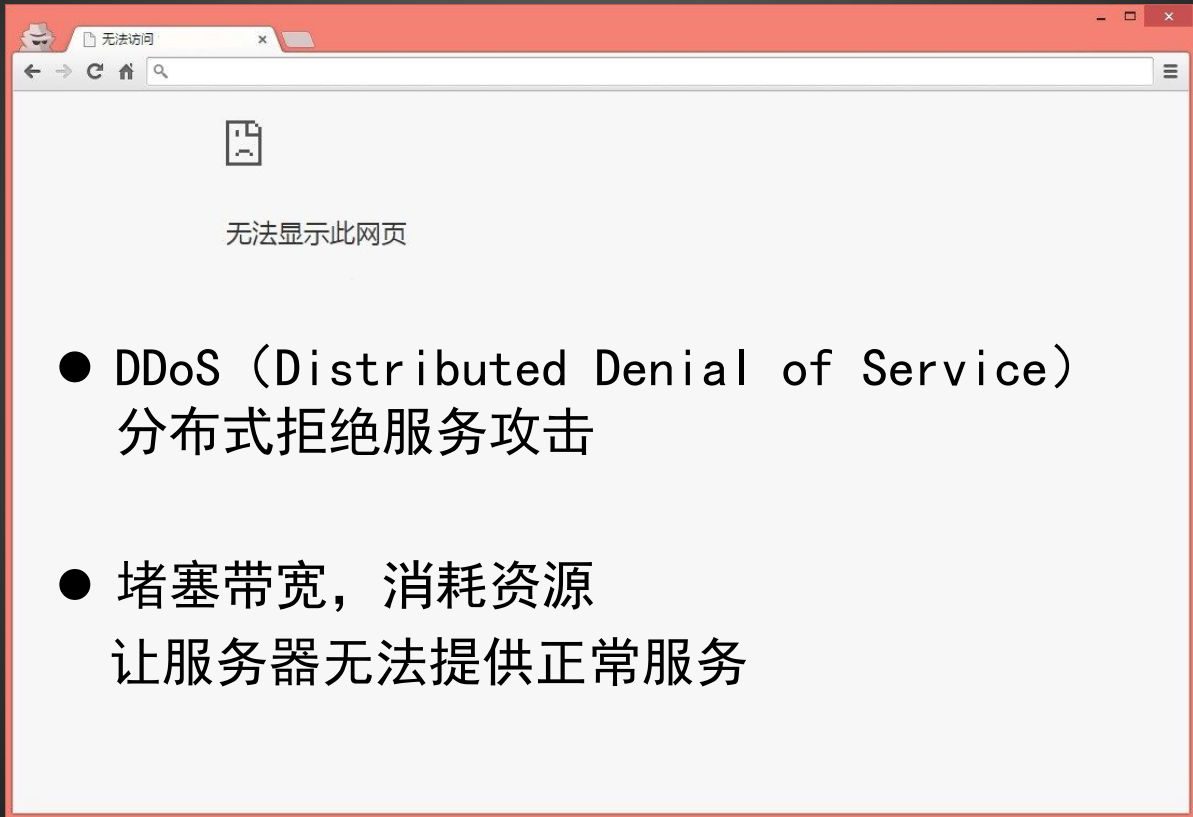 无法访问
无法显示此网页
● DDoS（Distributed Denial of Service）
分布式拒绝服务攻击
● 堵塞带宽，消耗资源
让服务器无法提供正常服务